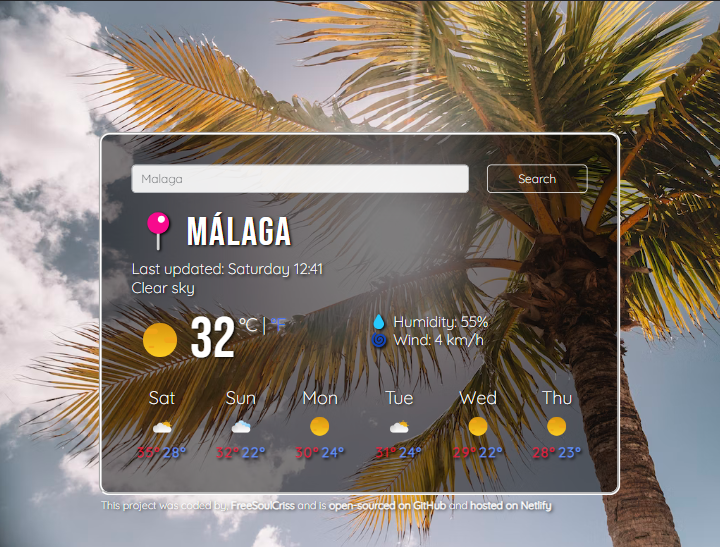 Malaga
Search
MÁLAGA
Last updated: Saturday 12:41
Clear sky
32 °C | °F
Humidity: 55%
Wind: 4 km/h
Sat Sun Mon Tue Wed Thu
33° 28° 32° 22° 30° 24° 31° 24° 29° 22° 28° 23°
This project was coded by FreeSoulCriss and is open-sourced on GitHub and hosted on Netlify